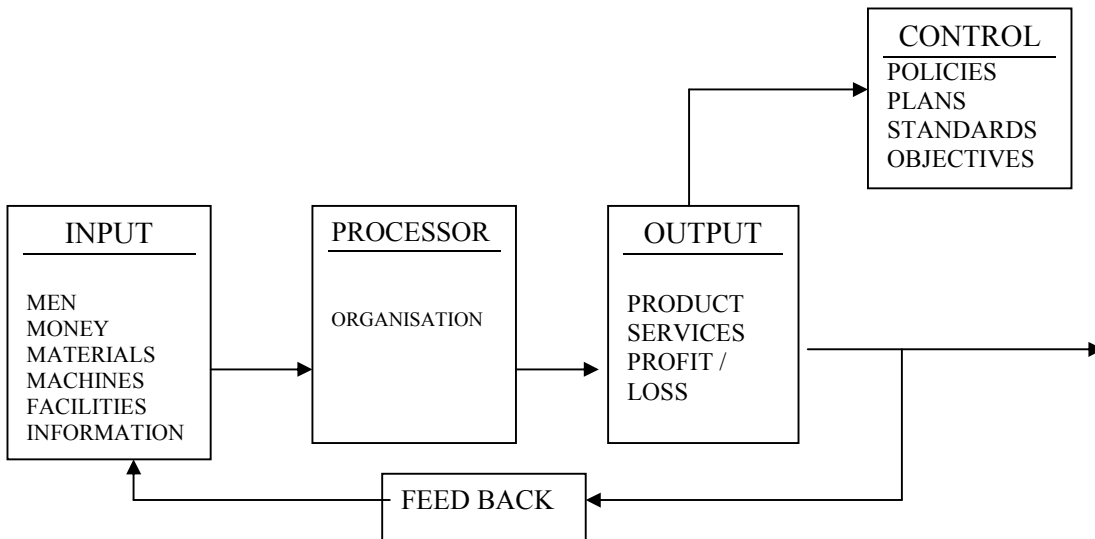 CONTROL
POLICIES
PLANS
STANDARDS
OBJECTIVES
INPUT
MEN
MONEY
MATERIALS
MACHINES
FACILITIES
INFORMATION
PROCESSOR
ORGANISATION
OUTPUT
PRODUCT
SERVICES
PROFIT /
LOSS
FEED BACK